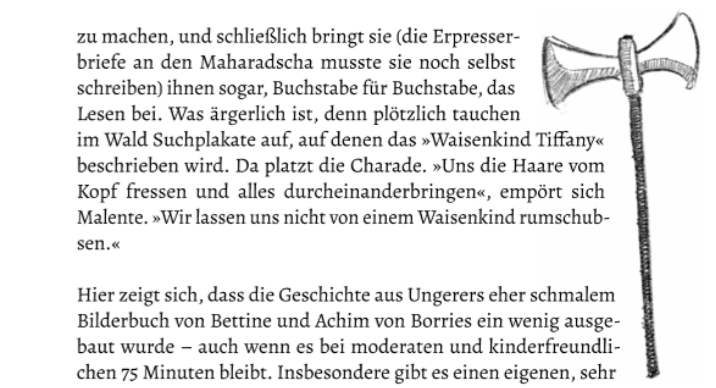 zu machen, und schließlich bringt sie (die Erpresser-
briefe an den Maharadscha musste sie noch selbst
schreiben) ihnen sogar, Buchstabe für Buchstabe, das
Lesen bei. Was ärgerlich ist, denn plötzlich tauchen
im Wald Suchplakate auf, auf denen das »Waisenkind Tiffany«
beschrieben wird. Da platzt die Charade. »Uns die Haare vom
Kopf fressen und alles durcheinanderbringen«, empört sich
Malente. »Wir lassen uns nicht von einem Waisenkind rumschub-
sen.«
Hier zeigt sich, dass die Geschichte aus Ungerers eher schmalem
Bilderbuch von Bettine und Achim von Borries ein wenig ausge-
baut wurde – auch wenn es bei moderaten und kinderfreundli-
chen 75 Minuten bleibt. Insbesondere gibt es einen eigenen, sehr